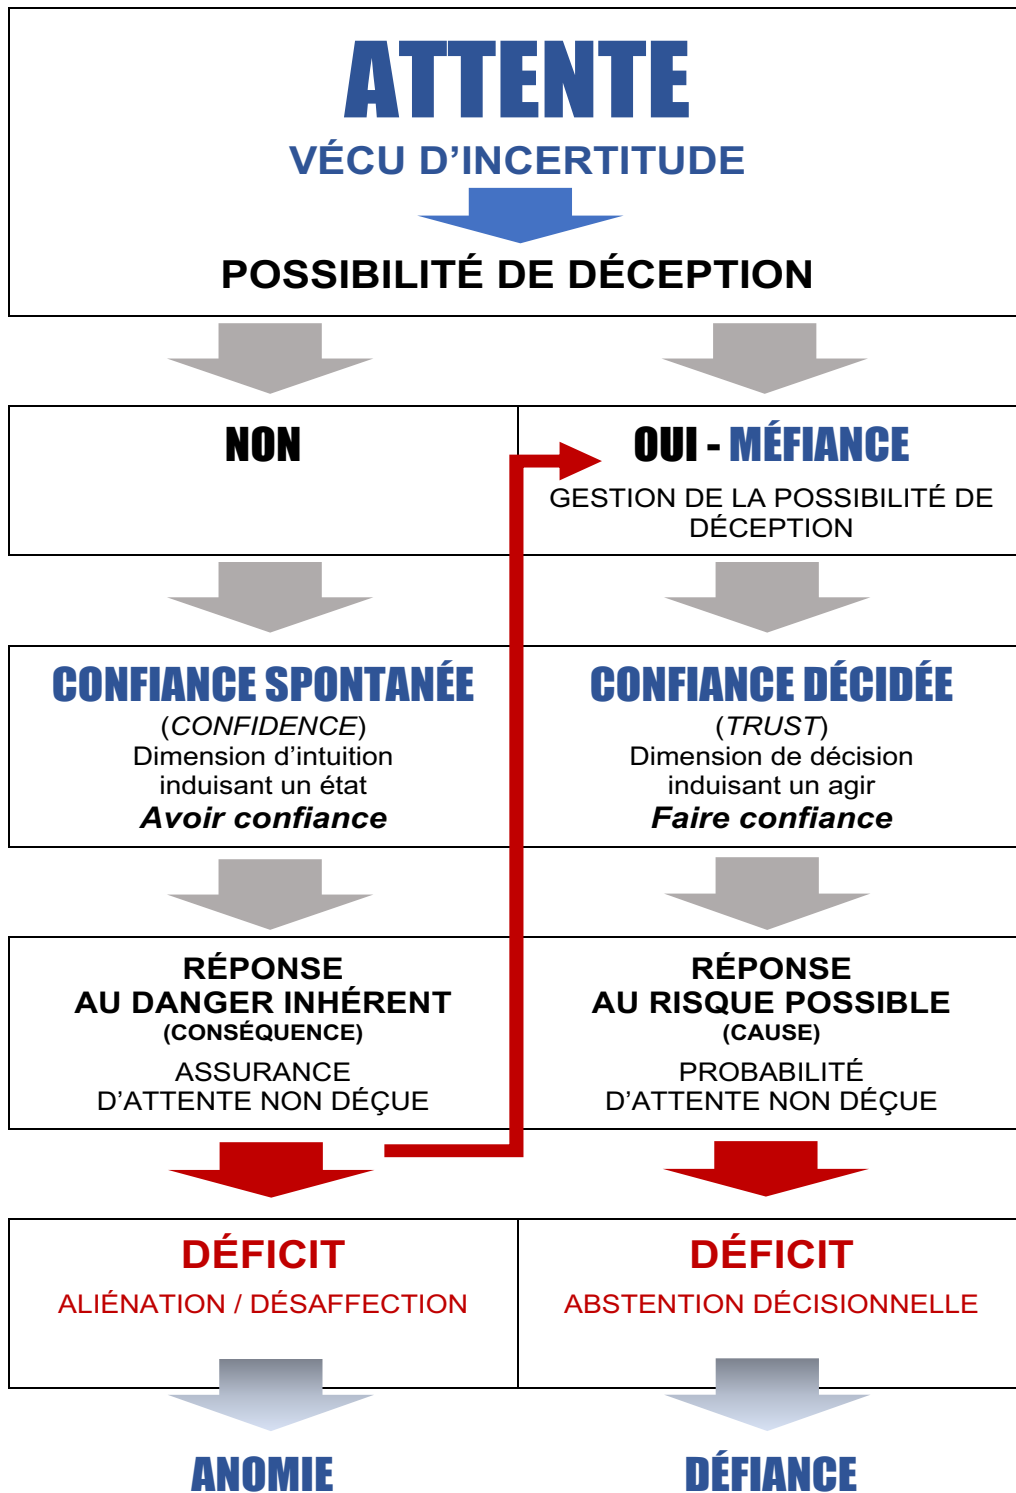 ATTENTE
VÉCU D’INCERTITUDE
POSSIBILITÉ DE DÉCEPTION
NON
OUI - MÉFIANCE
GESTION DE LA POSSIBILITÉ DE
DÉCEPTION
CONFIANCE SPONTANÉE
(CONFIDENCE)
Dimension d’intuition
induisant un état
Avoir confiance
CONFIANCE DÉCIDÉE
(TRUST)
Dimension de décision
induisant un agir
Faire confiance
RÉPONSE
AU DANGER INHÉRENT
(CONSÉQUENCE)
ASSURANCE
D’ATTENTE NON DÉÇUE
RÉPONSE
AU RISQUE POSSIBLE
(CAUSE)
PROBABILITÉ
D’ATTENTE NON DÉÇUE
DÉFICIT
ALIÉNATION / DÉSAFFECTION
DÉFICIT
ABSTENTION DÉCISIONNELLE
ANOMIE
DÉFIANCE